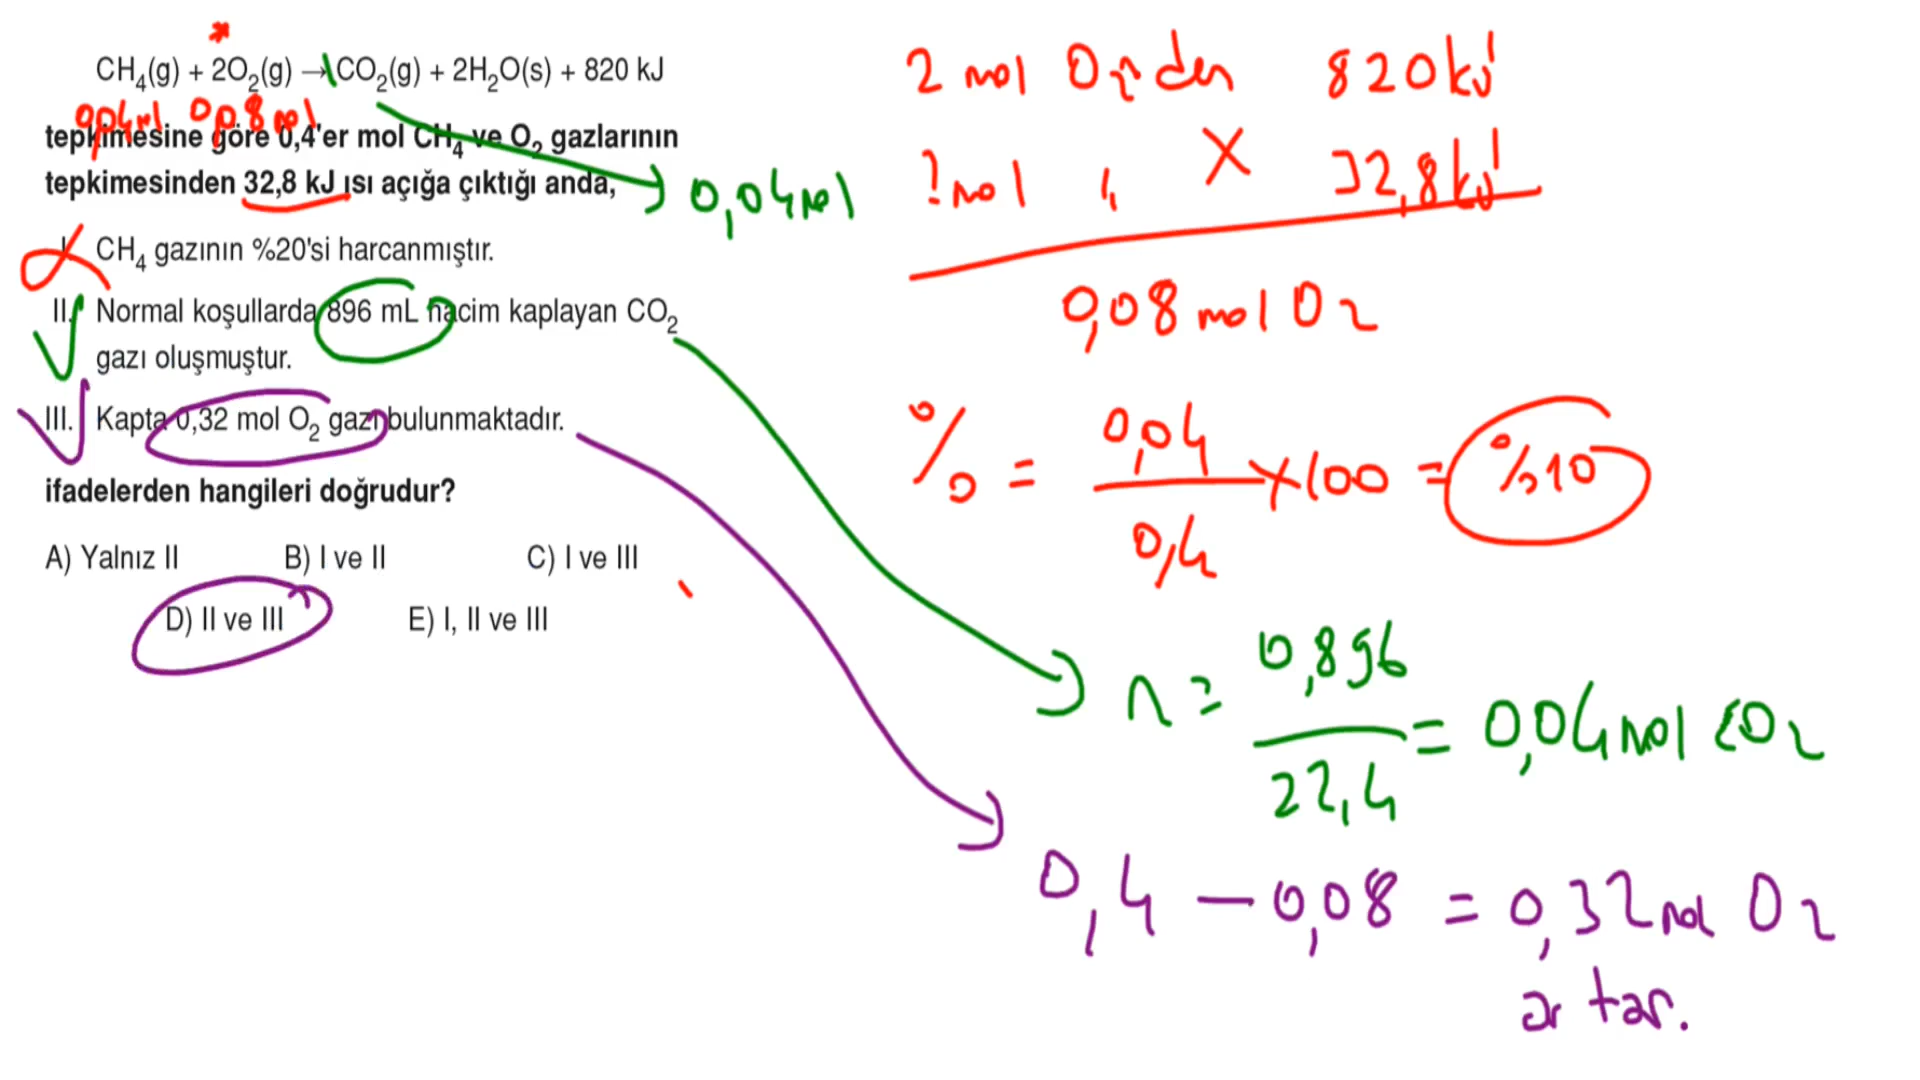 CH₄(g) + 2O₂(g) → CO₂(g) + 2H₂O(s) + 820 kJ
0,04 mol 0,08 mol
tepkimesine göre 0,4'er mol CH₄ ve O₂ gazlarının
tepkimesinden 32,8 kJ ısı açığa çıktığı anda,
0,04 mol
I. CH₄ gazının %20'si harcanmıştır.
II. Normal koşullarda 896 mL hacim kaplayan CO₂
gazı oluşmuştur.
III. Kapta 0,32 mol O₂ gazı bulunmaktadır.
ifadelerden hangileri doğrudur?
A) Yalnız II B) I ve II C) I ve III
D) II ve III E) I, II ve III
2 mol O₂ den 820 kJ
? mol 〃 X 32,8 kJ
0,08 mol O₂
% = 0,04
/ 0,4 x 100 = %10
n = 0,896
/ 22,4 = 0,04 mol CO₂
0,4 - 0,08 = 0,32 mol O₂
artar.